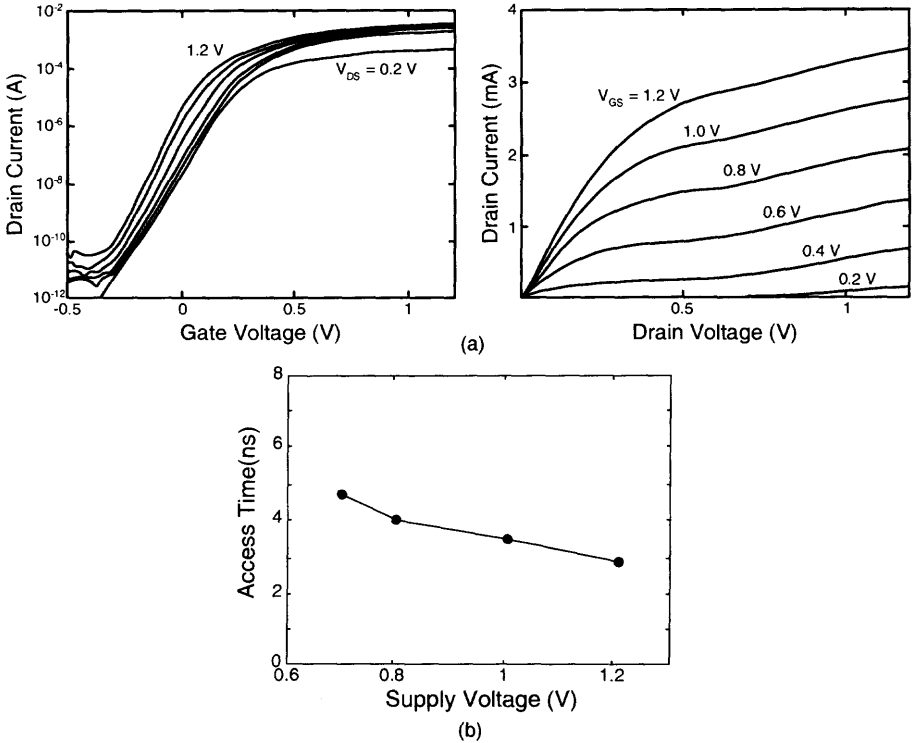 Drain Current (A)
10⁻²
10⁻⁴
10⁻⁶
10⁻⁸
10⁻¹⁰
10⁻¹²
1.2 V
V_DS = 0.2 V
-0.5
0
0.5
1
Gate Voltage (V)
Drain Current (mA)
4
3
2
1
V_GS = 1.2 V
1.0 V
0.8 V
0.6 V
0.4 V
0.2 V
0.5
1
Drain Voltage (V)
(a)
Access Time(ns)
8
6
4
2
0
0.6
0.8
1
1.2
Supply Voltage (V)
(b)